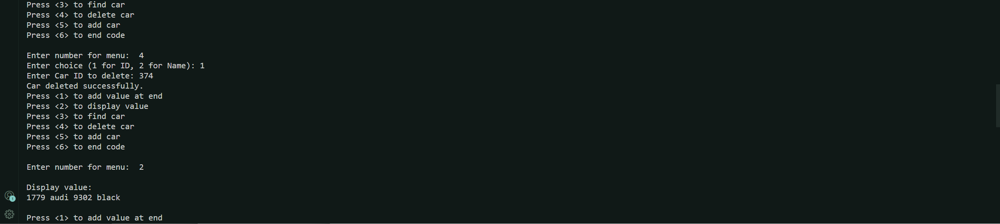 Press <3> to find car
Press <4> to delete car
Press <5> to add car
Press <6> to end code
Enter number for menu:  4
Enter choice (1 for ID, 2 for Name): 1
Enter Car ID to delete: 374
Car deleted successfully.
Press <1> to add value at end
Press <2> to display value
Press <3> to find car
Press <4> to delete car
Press <5> to add car
Press <6> to end code
Enter number for menu:  2
Display value:
1779 audi 9302 black
1
Press <1> to add value at end